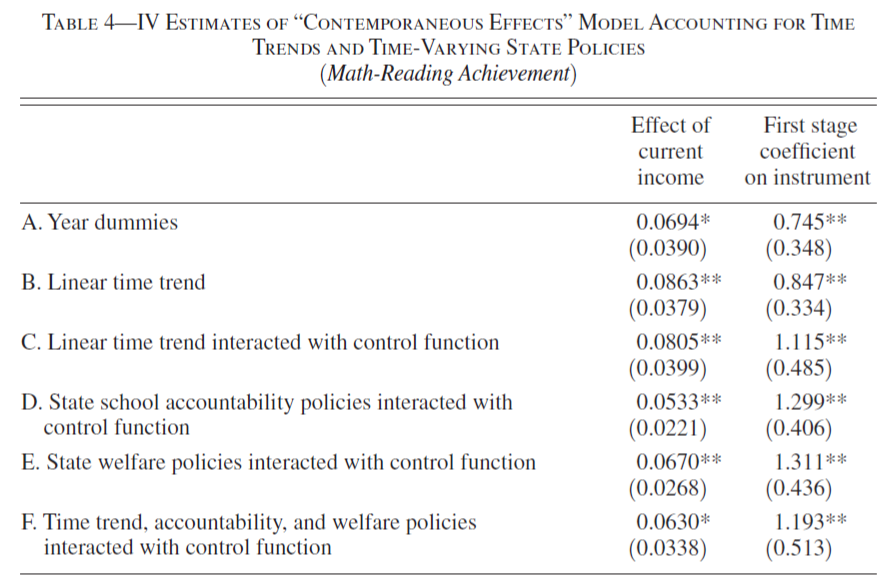 TABLE 4—IV ESTIMATES OF “CONTEMPORANEOUS EFFECTS” MODEL ACCOUNTING FOR TIME
TRENDS AND TIME-VARYING STATE POLICIES
(Math-Reading Achievement)
Effect of current income First stage coefficient on instrument
A. Year dummies 0.0694* 0.745**
(0.0390) (0.348)
B. Linear time trend 0.0863** 0.847**
(0.0379) (0.334)
C. Linear time trend interacted with control function 0.0805** 1.115**
(0.0399) (0.485)
D. State school accountability policies interacted with 0.0533** 1.299**
control function (0.0221) (0.406)
E. State welfare policies interacted with control function 0.0670** 1.311**
(0.0268) (0.436)
F. Time trend, accountability, and welfare policies 0.0630* 1.193**
interacted with control function (0.0338) (0.513)